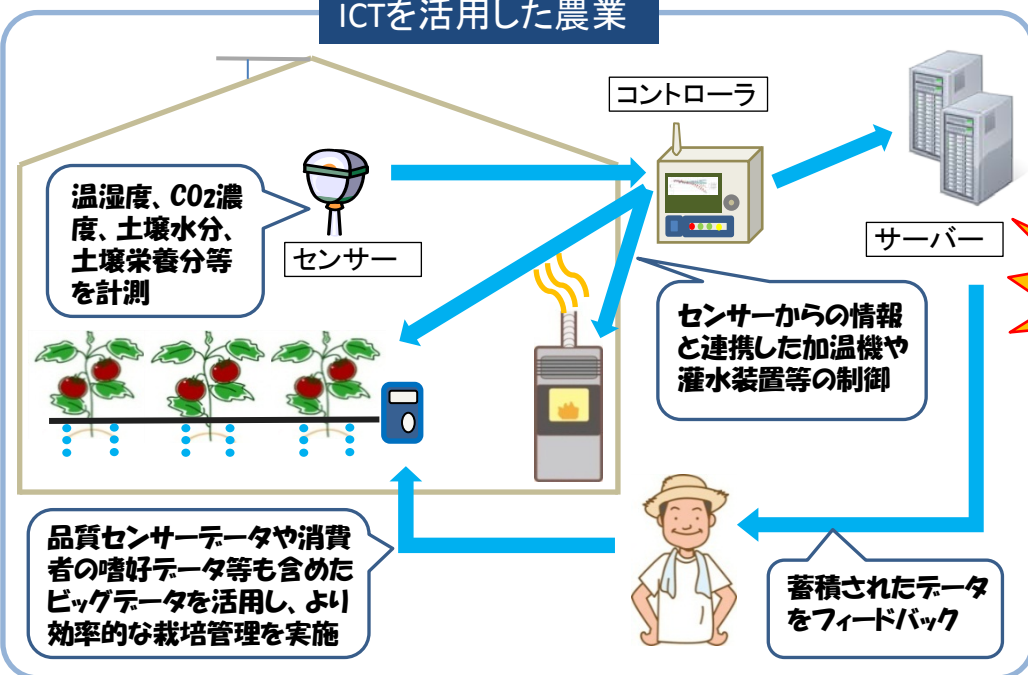 ICTを活用した農業
コントローラ
温湿度、CO2濃
度、土壌水分、
土壌栄養分等
を計測
センサー
サーバー
センサーからの情報
と連携した加温機や
灌水装置等の制御
品質センサーデータや消費
者の嗜好データ等も含めた
ビッグデータを活用し、より
効率的な栽培管理を実施
蓄積されたデータ
をフィードバック